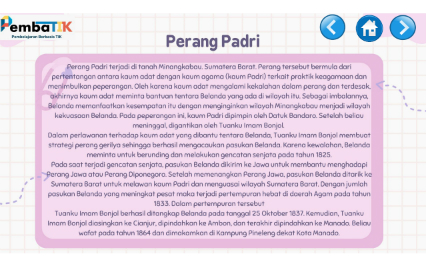 PembaTIK
Pembelajaran Berbasis TIK
Perang Padri
Perang Padri terjadi di tanah Minangkabau, Sumatera Barat. Perang tersebut bermula dari
pertentangan antara kaum adat dengan kaum agama (kaum Padri) terkait praktik keagamaan dan
menimbulkan peperangan. Oleh karena kaum adat mengalami kekalahan dalam perang dan terdesak,
akhirnya kaum adat meminta bantuan tentara Belanda yang ada di wilayah itu. Sebagai imbalannya,
Belanda memanfaatkan kesempatan itu dengan menginginkan wilayah Minangkabau menjadi wilayah
kekuasaan Belanda. Pada peperangan ini, kaum Padri dipimpin oleh Datuk Bandaro. Setelah beliau
meninggal, digantikan oleh Tuanku Imam Bonjol.
Dalam perlawanan terhadap kaum adat yang dibantu tentara Belanda, Tuanku Imam Bonjol membuat
strategi perang gerilya sehingga berhasil mengacaukan pasukan Belanda. Karena kewalahan, Belanda
meminta untuk berunding dan melakukan gencatan senjata pada tahun 1825.
Pada saat terjadi gencatan senjata, pasukan Belanda dikirim ke Jawa untuk membantu menghadapi
Perang Jawa atau Perang Diponegoro. Setelah memenangkan Perang Jawa, pasukan Belanda ditarik ke
Sumatera Barat untuk melawan kaum Padri dan menguasai wilayah Sumatera Barat. Dengan jumlah
pasukan Belanda yang meningkat pesat maka terjadi pertempuran hebat di daerah Agam pada tahun
1833. Dalam pertempuran tersebut
Tuanku Imam Bonjol berhasil ditangkap Belanda pada tanggal 25 Oktober 1837. Kemudian, Tuanku
Imam Bonjol diasingkan ke Cianjur, dipindahkan ke Ambon, dan terakhir dipindahkan ke Manado. Beliau
wafat pada tahun 1864 dan dimakamkan di Kampung Pineleng dekat Kota Manado.